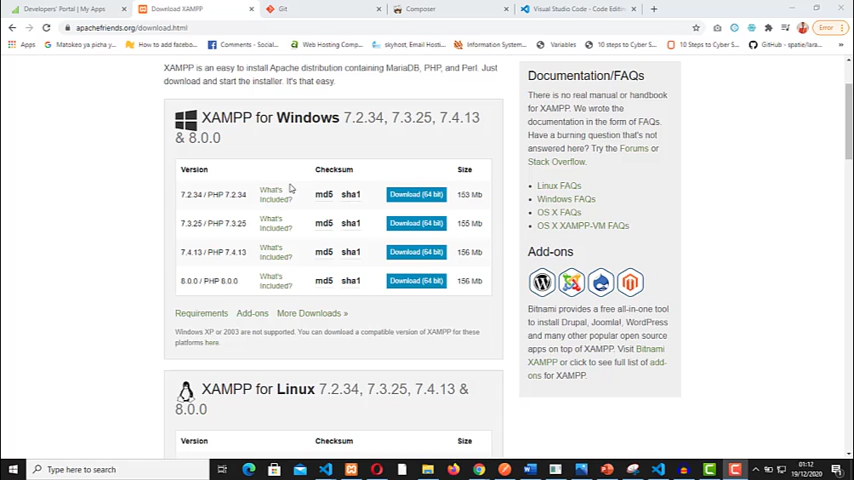 Developers' Portal | My Apps
Download XAMPP
Git
Composer
Visual Studio Code - Code Edit
apachefriends.org/download.html
Error
Apps
Matokeo ya picha yo...
How to add faceboo...
Comments - Social...
Web Hosting Comp...
skyhost, Email Host...
Information System...
Variables
10 steps to Cyber S...
10 Steps to Cyber S...
GitHub - spatie/lara...
XAMPP is an easy to install Apache distribution containing MariaDB, PHP, and Perl. Just
download and start the installer. It's that easy.
XAMPP for Windows 7.2.34, 7.3.25, 7.4.13
& 8.0.0
Version Checksum Size
7.2.34 / PHP 7.2.34 What's Included? md5 sha1 Download (64 bit) 153 Mb
7.3.25 / PHP 7.3.25 What's Included? md5 sha1 Download (64 bit) 155 Mb
7.4.13 / PHP 7.4.13 What's Included? md5 sha1 Download (64 bit) 156 Mb
8.0.0 / PHP 8.0.0 What's Included? md5 sha1 Download (64 bit) 156 Mb
Requirements Add-ons More Downloads »
Windows XP or 2003 are not supported. You can download a compatible version of XAMPP for these
platforms here.
XAMPP for Linux 7.2.34, 7.3.25, 7.4.13 &
8.0.0
Version Checksum Size
Documentation/FAQs
There is no real manual or handbook
for XAMPP. We wrote the
documentation in the form of FAQs.
Have a burning question that's not
answered here? Try the Forums or
Stack Overflow.
Linux FAQs
Windows FAQs
OS X FAQs
OS X XAMPP-VM FAQs
Add-ons
Bitnami provides a free all-in-one tool
to install Drupal, Joomla!, WordPress
and many other popular open source
apps on top of XAMPP. Visit Bitnami
XAMPP or click to see full list of add-
ons for XAMPP.
Type here to search
01:12
19/12/2020